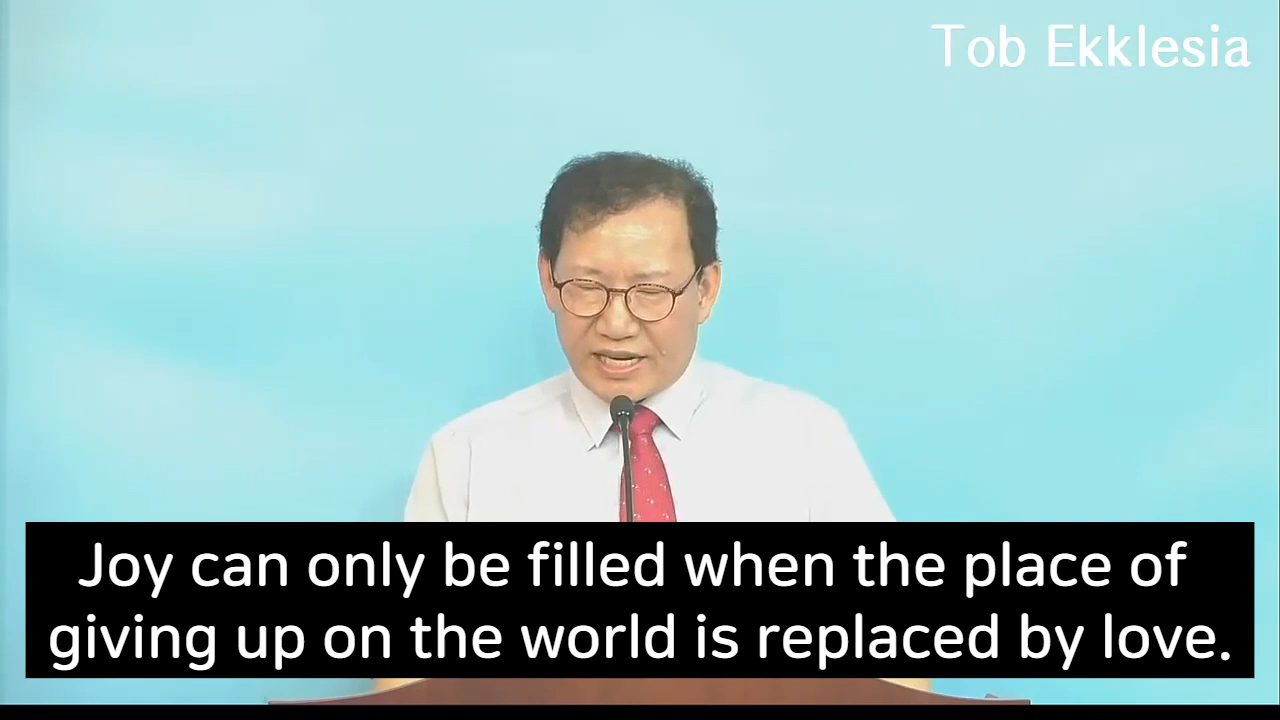 Tob Ekklesia
Joy can only be filled when the place of
giving up on the world is replaced by love.